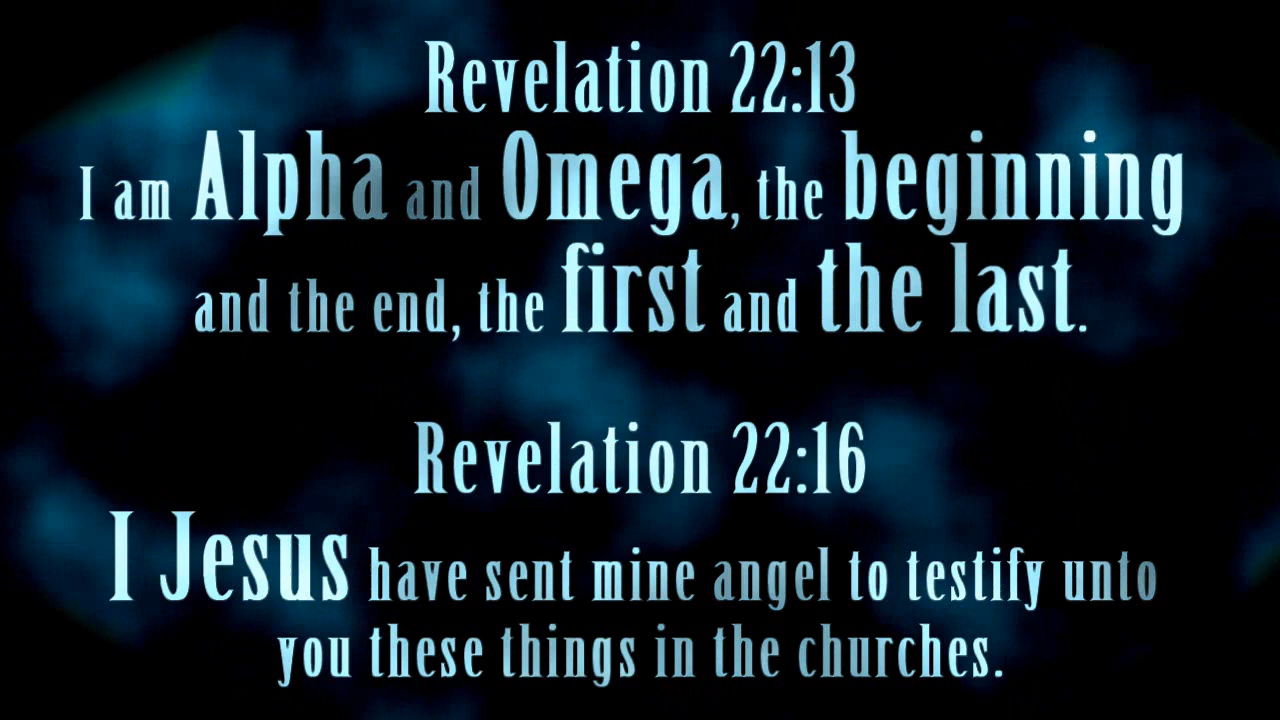 Revelation 22:13
I am Alpha and Omega, the beginning
and the end, the first and the last.
Revelation 22:16
I Jesus have sent mine angel to testify unto
you these things in the churches.